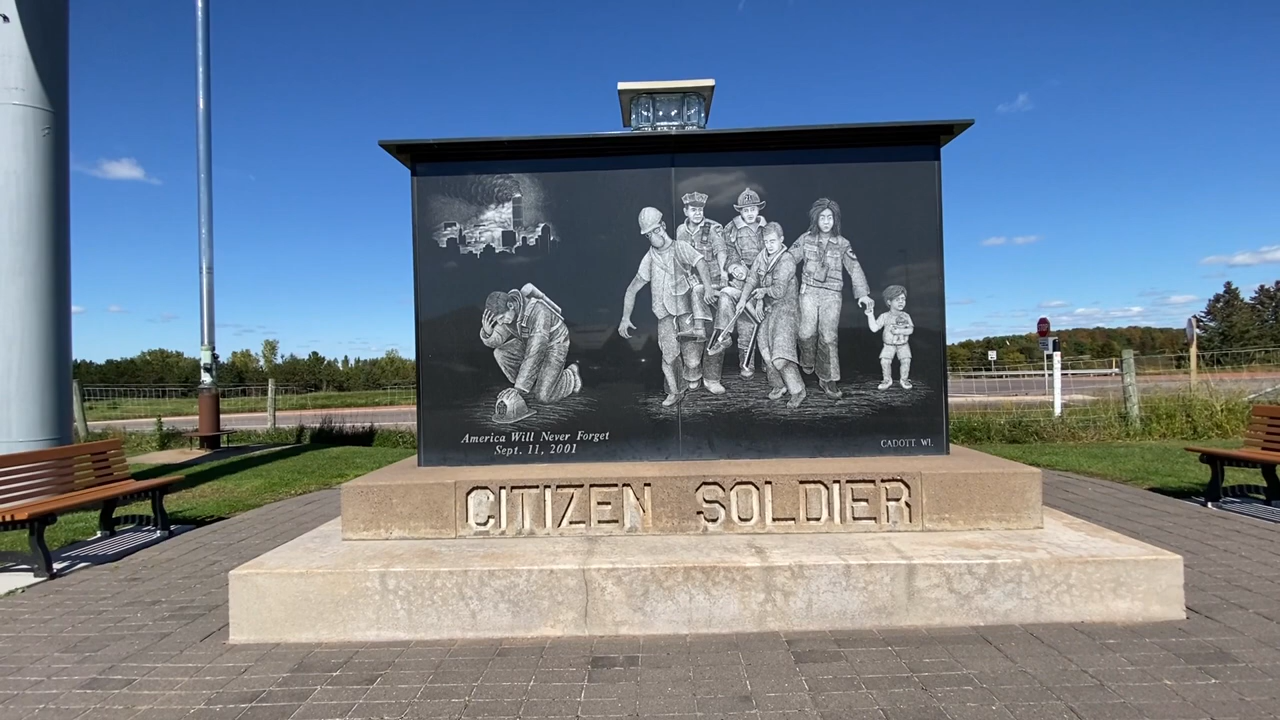 America Will Never Forget
Sept. 11, 2001
CADOTT WI.
CITIZEN SOLDIER